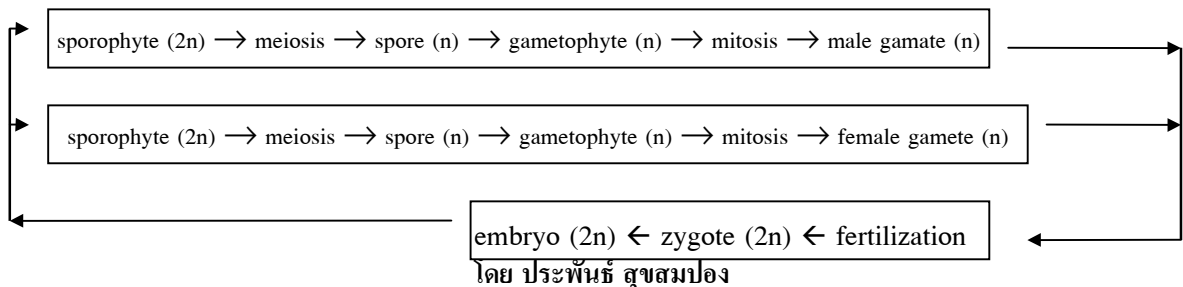 sporophyte (2n) → meiosis → spore (n) → gametophyte (n) → mitosis → male gamate (n)
sporophyte (2n) → meiosis → spore (n) → gametophyte (n) → mitosis → female gamete (n)
embryo (2n) ← zygote (2n) ← fertilization
โดย ประพันธ์ สุขสมปอง